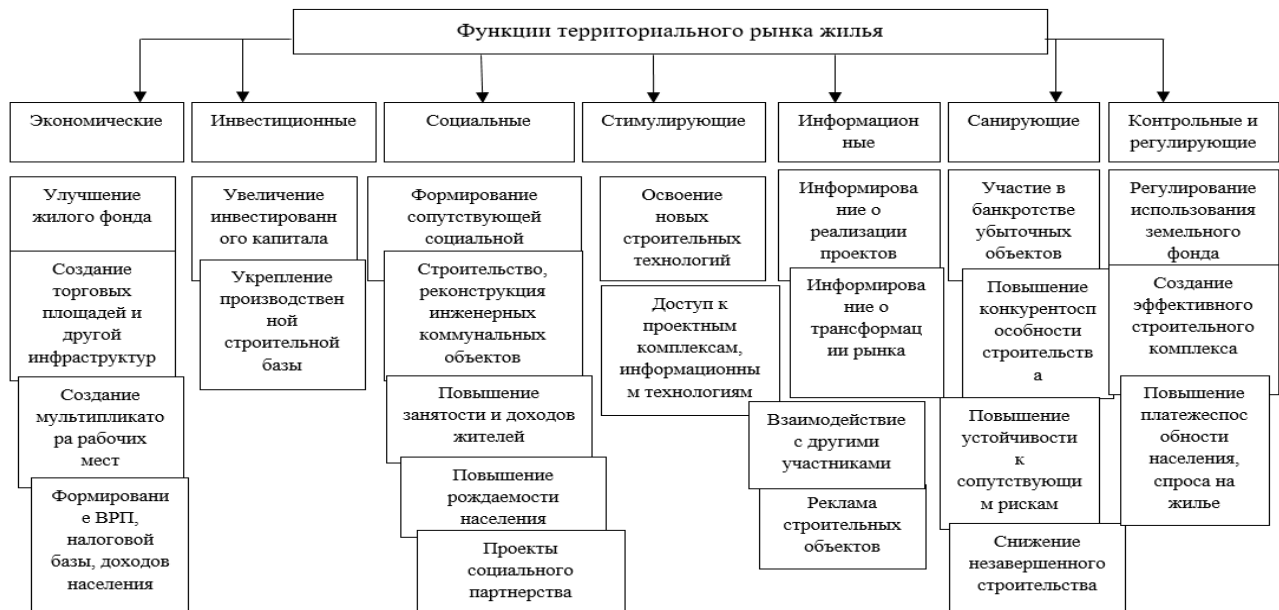 Функции территориального рынка жилья
Экономические
Инвестиционные
Социальные
Стимулирующие
Информацион
ные
Санирующие
Контрольные и
регулирующие
Улучшение
жилого фонда
Создание
торговых
площадей и
другой
инфраструктур
Создание
мультипликато
ра рабочих
мест
Формировани
е ВРП,
налоговой
базы, доходов
населения
Увеличение
инвестированн
ого капитала
Укрепление
производствен
ной
строительной
базы
Формирование
сопутствующей
социальной
Строительство,
реконструкция
инженерных
коммунальных
объектов
Повышение
занятости и доходов
жителей
Повышение
рождаемости
населения
Проекты
социального
партнерства
Освоение
новых
строительных
технологий
Доступ к
проектным
комплексам,
информационны
м технологиям
Информирова
ние о
реализации
проектов
Информирова
ние о
трансформац
ии рынка
Взаимодействие
с другими
участниками
Реклама
строительных
объектов
Участие в
банкротстве
убыточных
объектов
Повышение
конкурентосп
особности
строительств
а
Повышение
устойчивости
к
сопутствующи
м рискам
Снижение
незавершенного
строительства
Регулирование
использования
земельного
фонда
Создание
эффективного
строительного
комплекса
Повышение
платежеспос
обности
населения,
спроса на
жилье